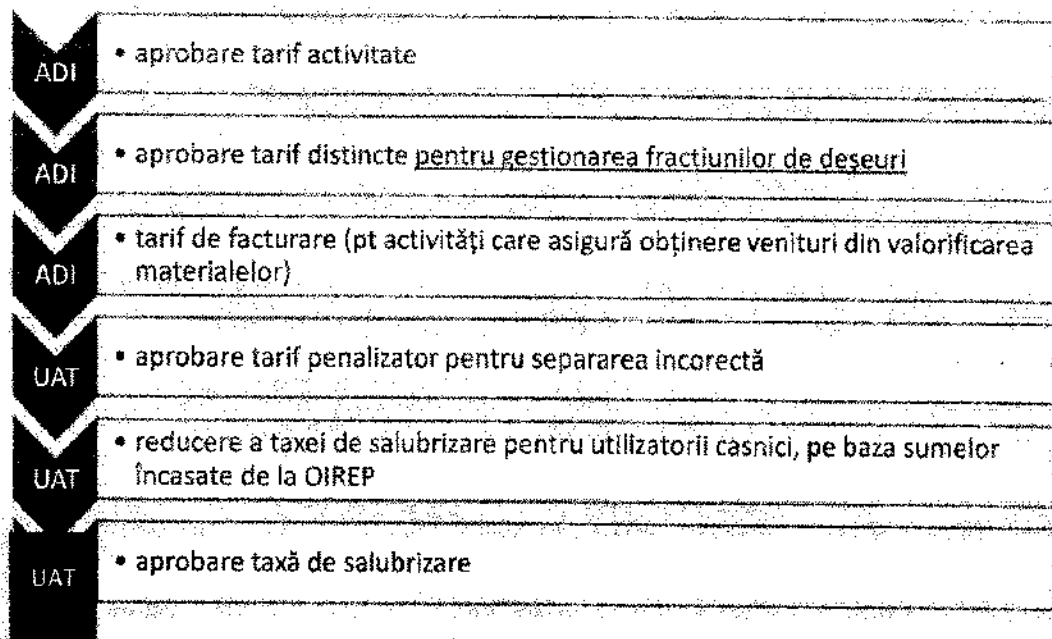 ADI
• aprobare tarif activitate
ADI
• aprobare tarif distincte pentru gestionarea fracțiunilor de deșeuri
ADI
• tarif de facturare (pt activități care asigură obținere venituri din valorificarea
materialelor)
UAT
• aprobare tarif penalizator pentru separarea incorectă
UAT
• reducere a taxei de salubrizare pentru utilizatorii casnici, pe baza sumelor
încasate de la OIREP
UAT
• aprobare taxă de salubrizare